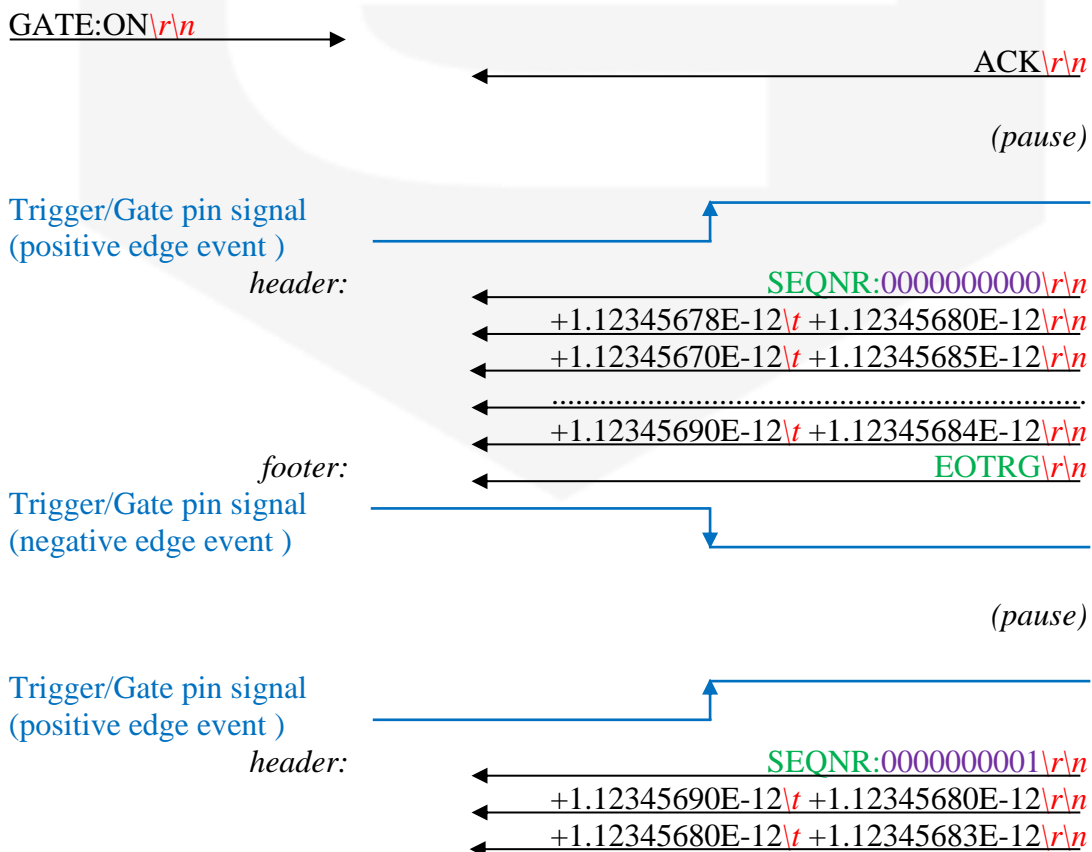 GATE:ON\r\n
ACK\r\n
(pause)
Trigger/Gate pin signal
(positive edge event )
header:
SEQNR:0000000000\r\n
+1.12345678E-12\t +1.12345680E-12\r\n
+1.12345670E-12\t +1.12345685E-12\r\n
...................................................................
+1.12345690E-12\t +1.12345684E-12\r\n
footer:
EOTRG\r\n
Trigger/Gate pin signal
(negative edge event )
(pause)
Trigger/Gate pin signal
(positive edge event )
header:
SEQNR:0000000001\r\n
+1.12345690E-12\t +1.12345680E-12\r\n
+1.12345680E-12\t +1.12345683E-12\r\n